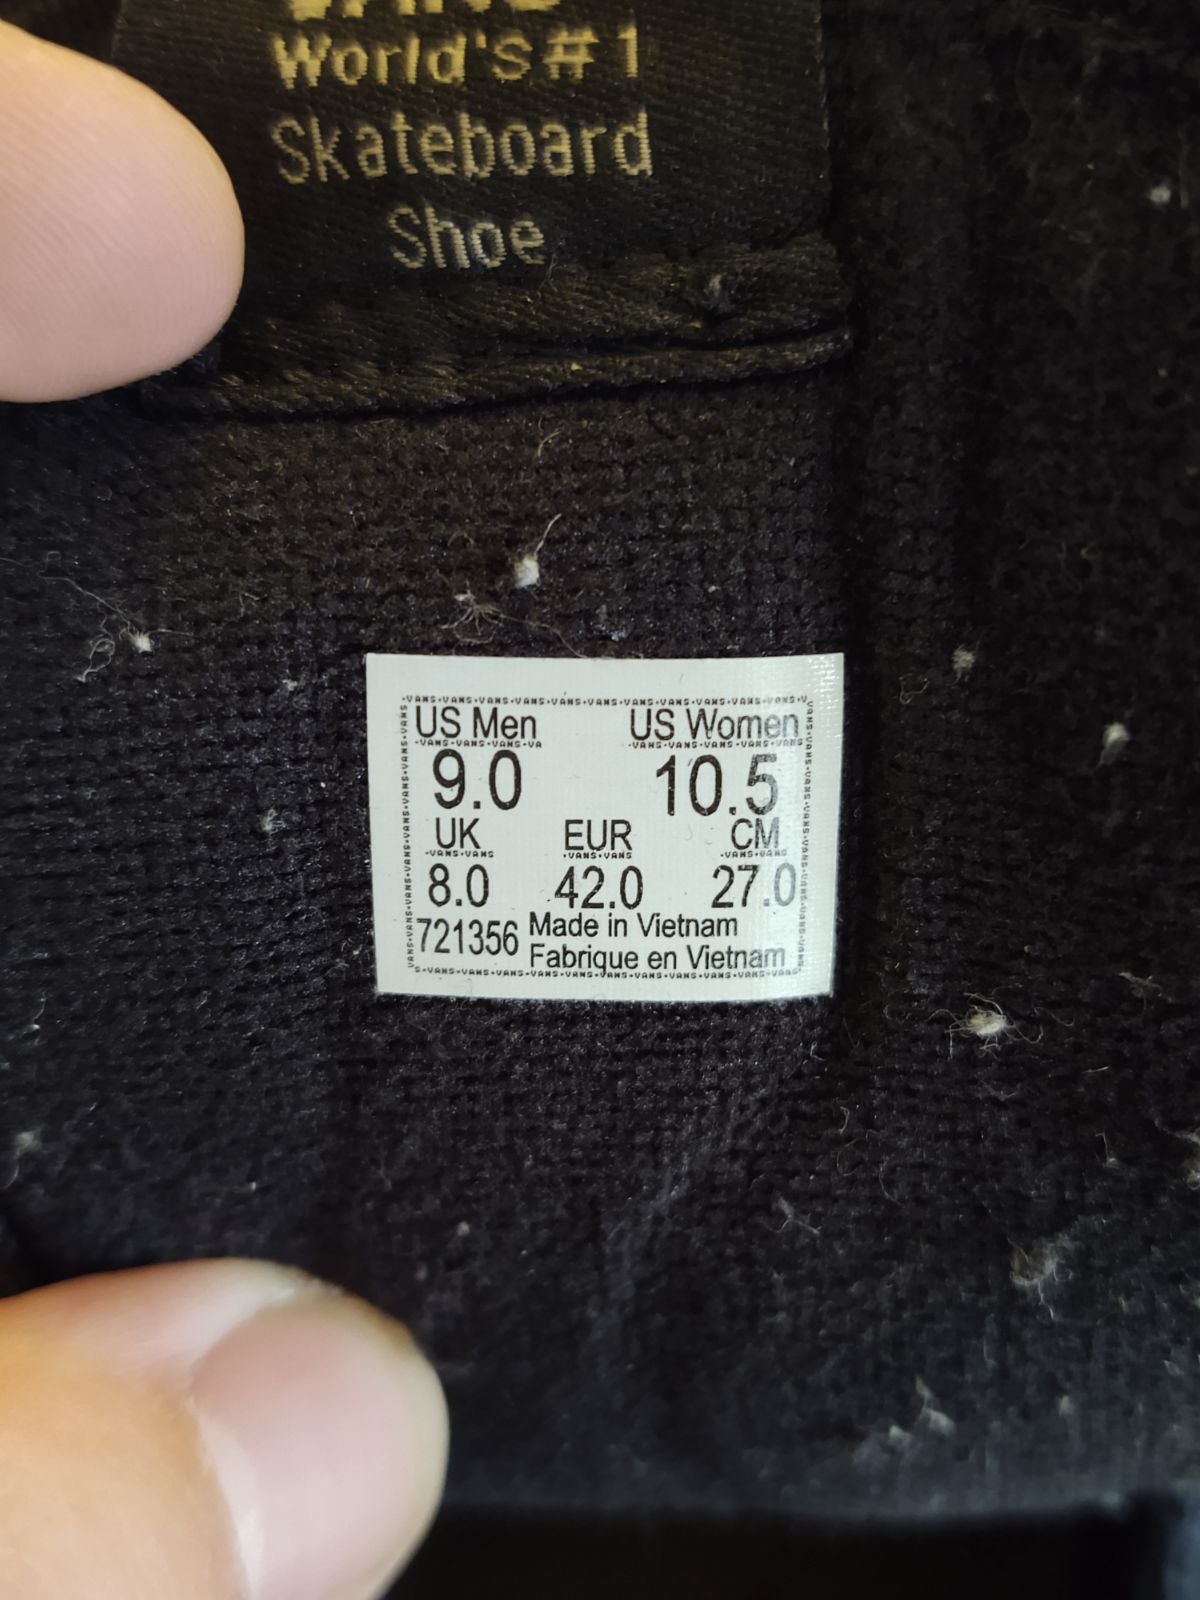 VANS
World's #1
Skateboard
Shoe
US Men US Women
9.0 10.5
UK EUR CM
8.0 42.0 27.0
721356 Made in Vietnam
Fabrique en Vietnam